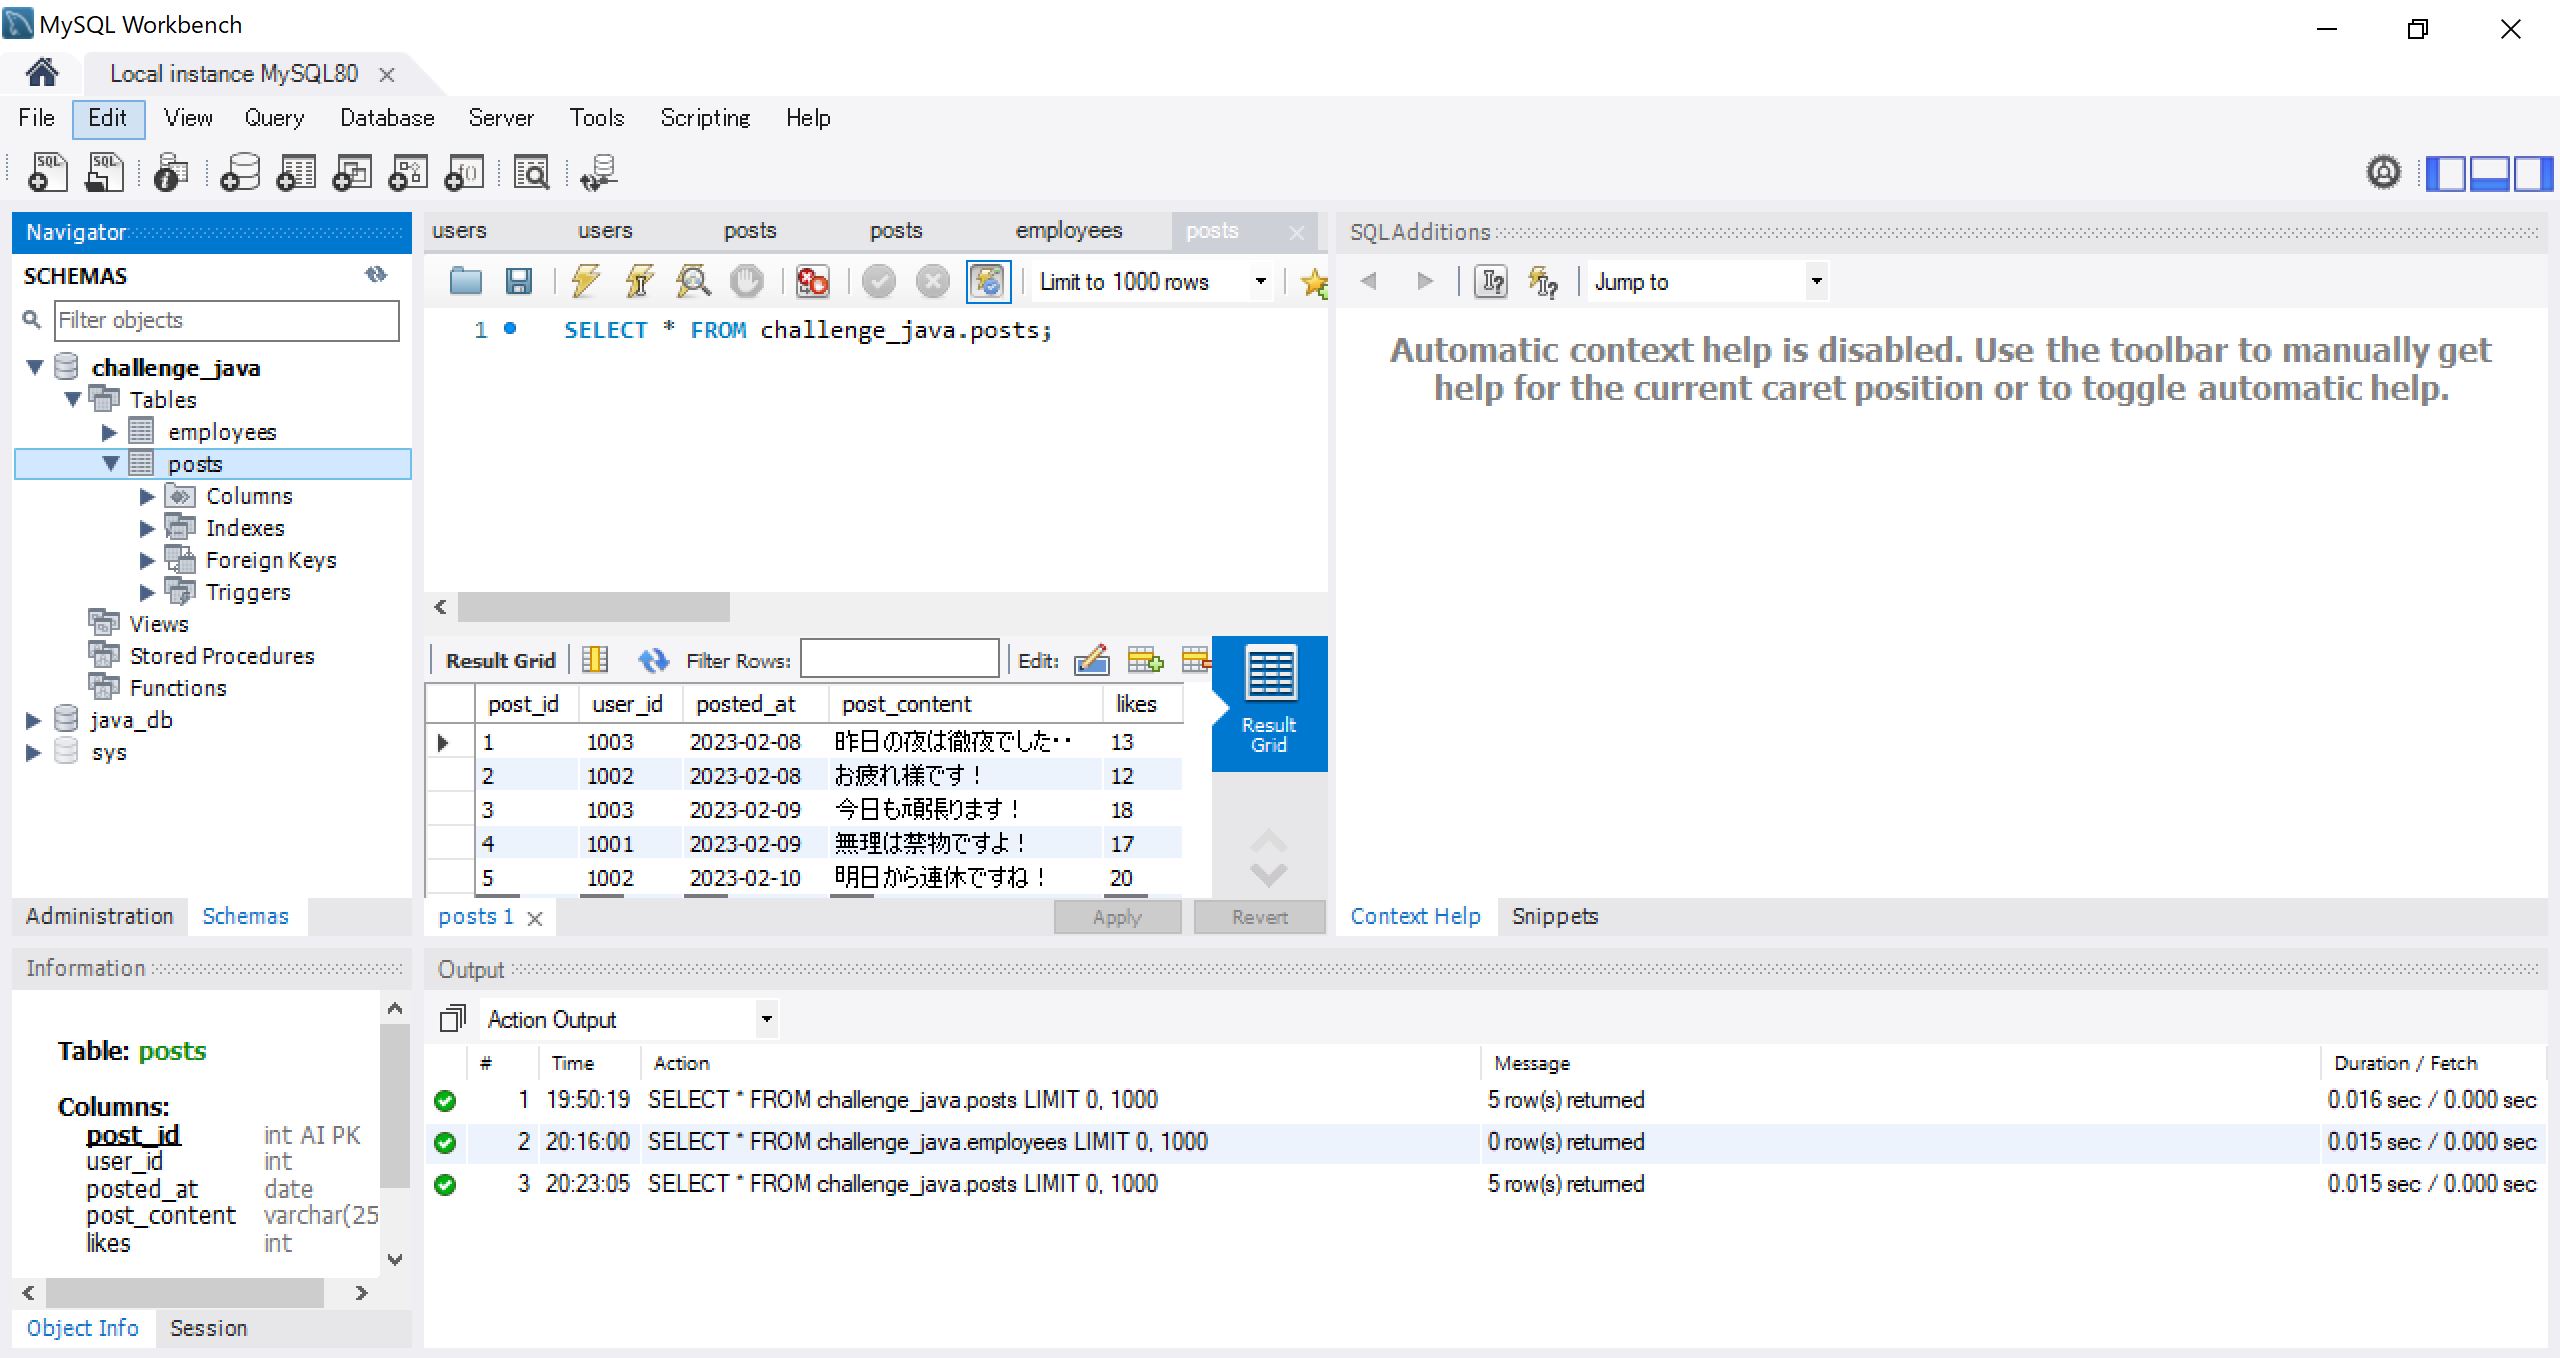 MySQL Workbench
Local instance MySQL80
File Edit View Query Database Server Tools Scripting Help
Navigator
SCHEMAS
Filter objects
challenge_java
Tables
employees
posts
Columns
Indexes
Foreign Keys
Triggers
Views
Stored Procedures
Functions
java_db
sys
Administration Schemas
Information
Table: posts
Columns:
post_id int AI PK
user_id int
posted_at date
post_content varchar(25
likes int
Object Info Session
users users posts posts employees posts
Limit to 1000 rows
1 SELECT * FROM challenge_java.posts;
Result Grid Filter Rows: Edit:
post_id user_id posted_at post_content likes
1 1003 2023-02-08 昨日の夜は徹夜でした・・ 13
2 1002 2023-02-08 お疲れ様です！ 12
3 1003 2023-02-09 今日も頑張ります！ 18
4 1001 2023-02-09 無理は禁物ですよ！ 17
5 1002 2023-02-10 明日から連休ですね！ 20
Result
Grid
posts 1 Apply Revert
SQLAdditions
Jump to
Automatic context help is disabled. Use the toolbar to manually get
help for the current caret position or to toggle automatic help.
Context Help Snippets
Output
Action Output
# Time Action Message Duration / Fetch
1 19:50:19 SELECT * FROM challenge_java.posts LIMIT 0, 1000 5 row(s) returned 0.016 sec / 0.000 sec
2 20:16:00 SELECT * FROM challenge_java.employees LIMIT 0, 1000 0 row(s) returned 0.015 sec / 0.000 sec
3 20:23:05 SELECT * FROM challenge_java.posts LIMIT 0, 1000 5 row(s) returned 0.015 sec / 0.000 sec